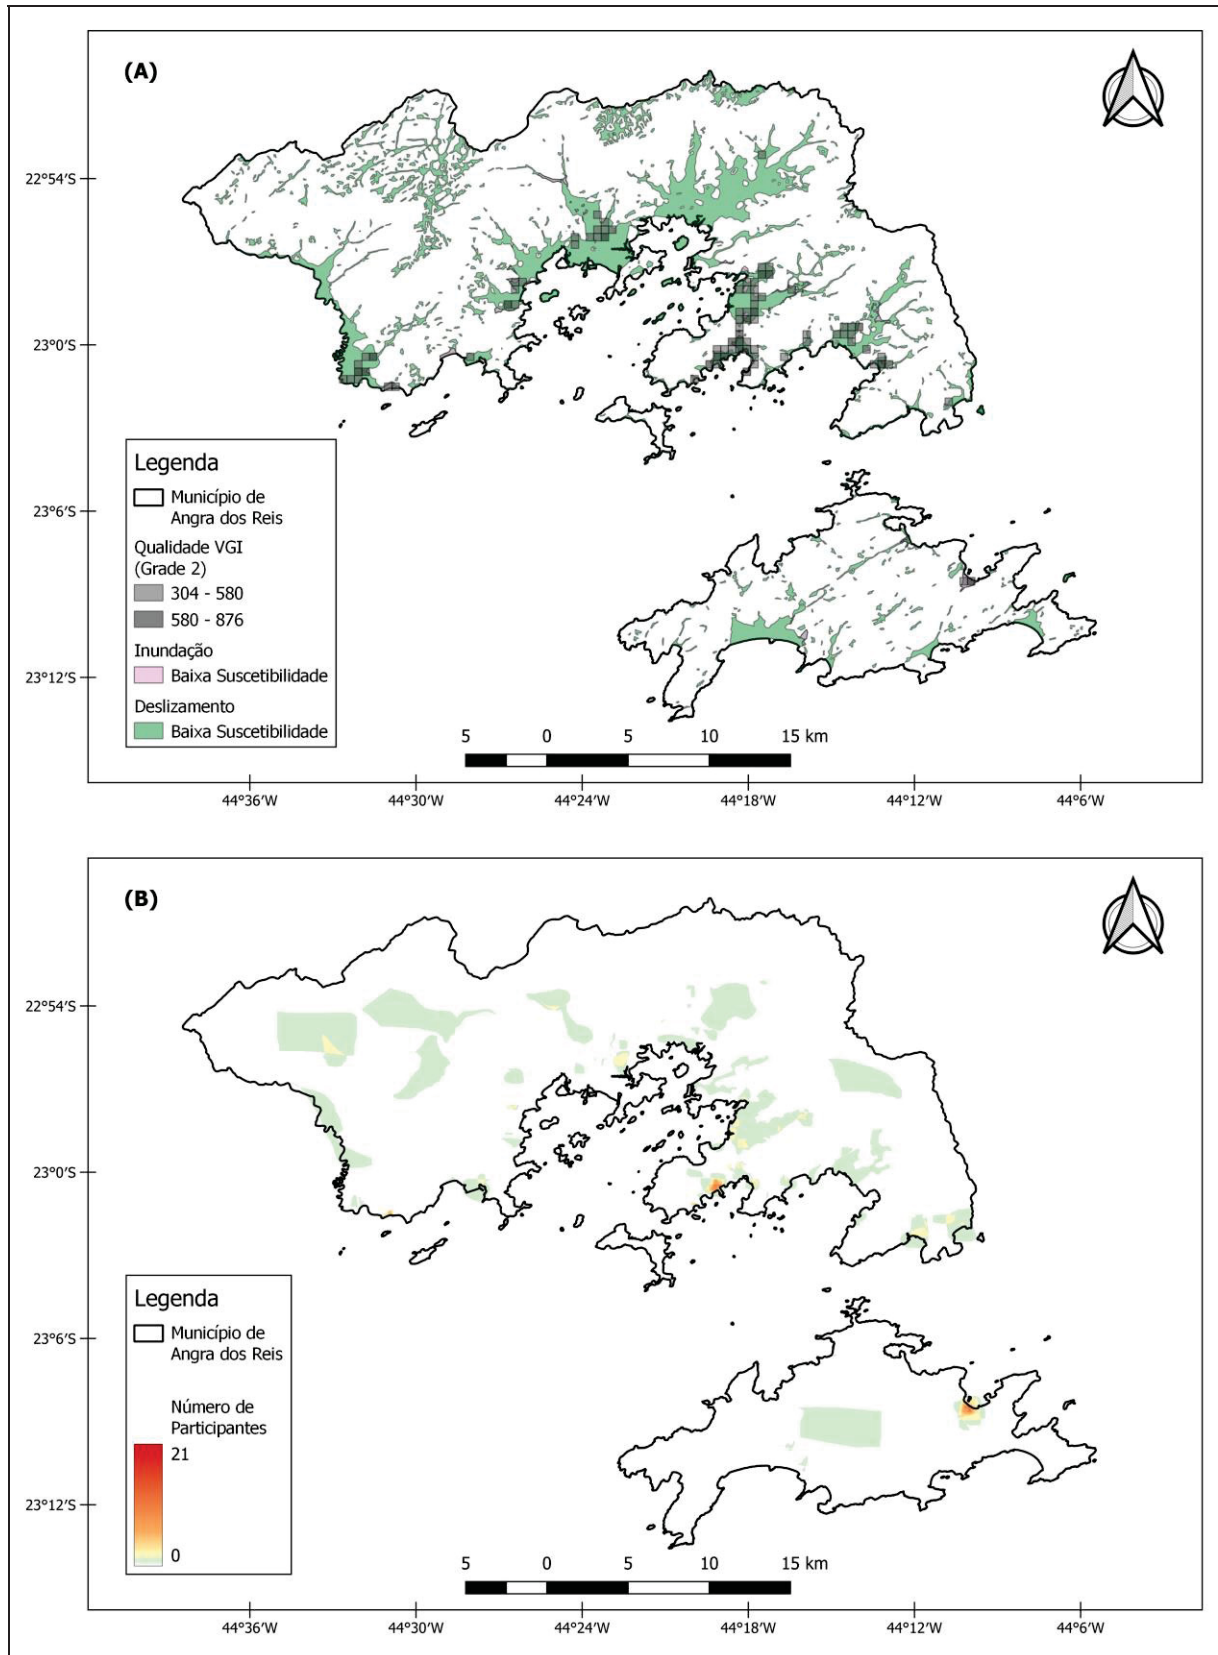 (A)
22°54'S
23°0'S
23°6'S
23°12'S
Legenda
Município de
Angra dos Reis
Qualidade VGI
(Grade 2)
304 - 580
580 - 876
Inundação
Baixa Suscetibilidade
Deslizamento
Baixa Suscetibilidade
5 0 5 10 15 km
44°36'W 44°30'W 44°24'W 44°18'W 44°12'W 44°6'W
(B)
22°54'S
23°0'S
23°6'S
23°12'S
Legenda
Município de
Angra dos Reis
Número de
Participantes
21
0
5 0 5 10 15 km
44°36'W 44°30'W 44°24'W 44°18'W 44°12'W 44°6'W